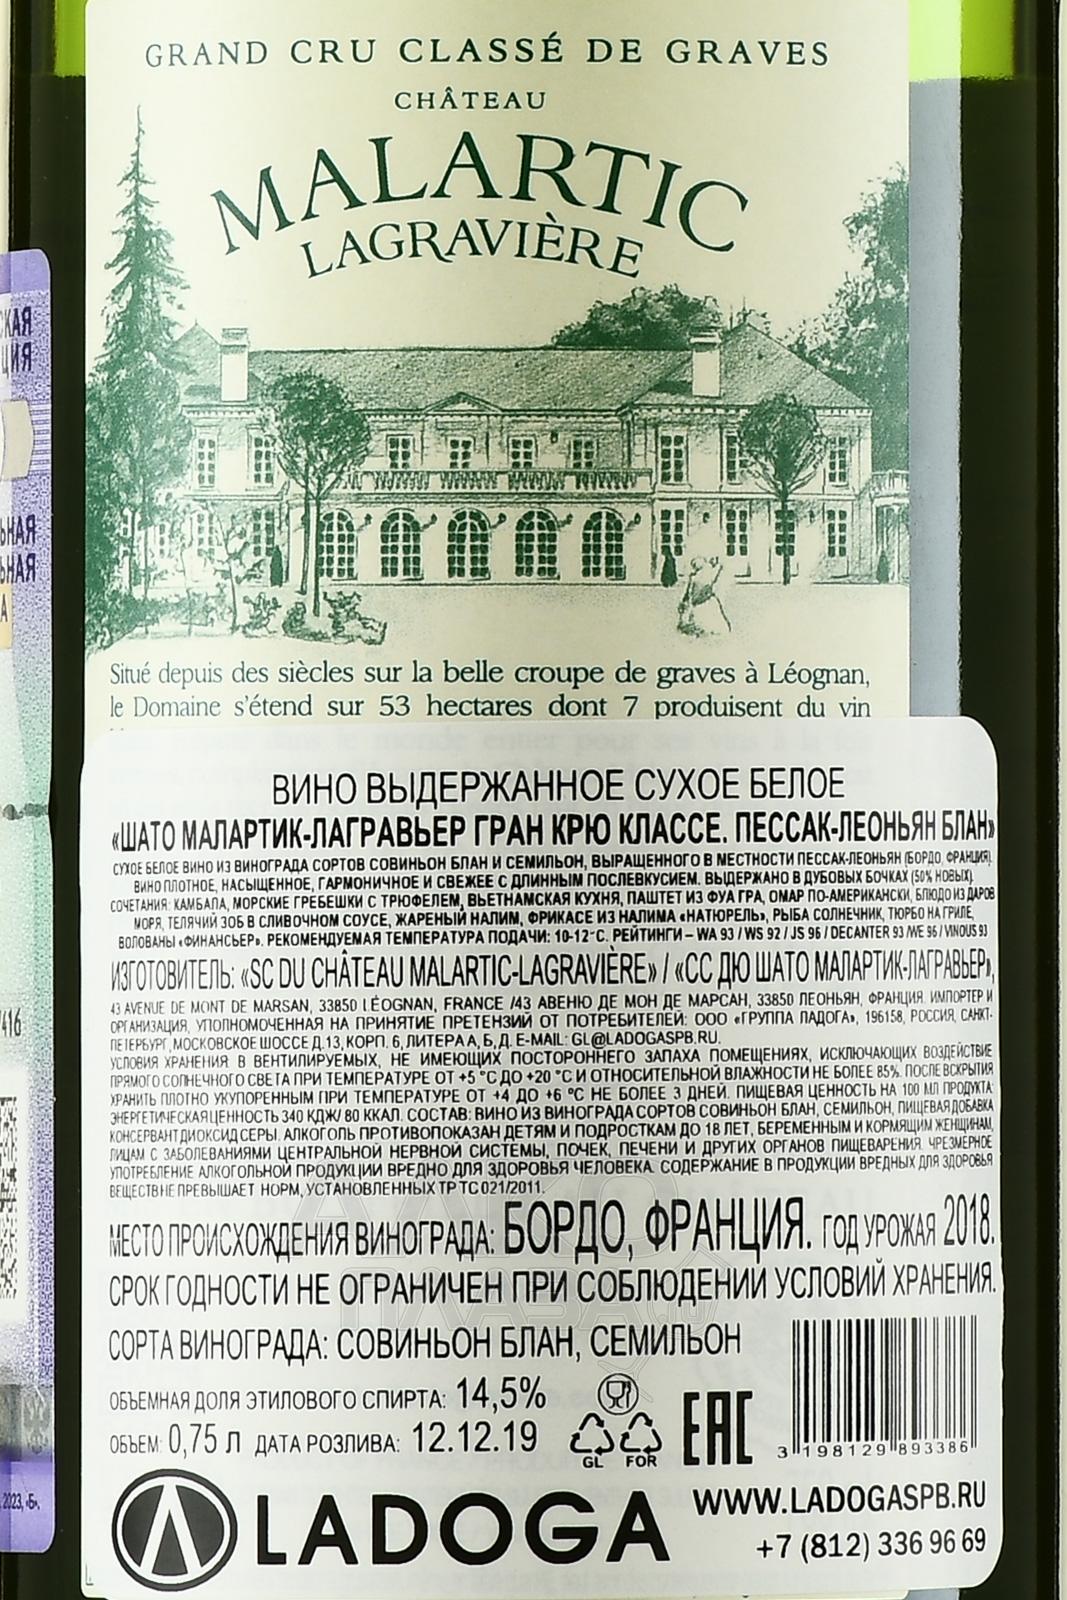 GRAND CRU CLASSÉ DE GRAVES
CHÂTEAU
MALARTIC
LAGRAVIÈRE
Situé depuis des siècles sur la belle croupe de graves à Léognan,
le Domaine s'étend sur 53 hectares dont 7 produisent du vin
ВИНО ВЫДЕРЖАННОЕ СУХОЕ БЕЛОЕ
«ШАТО МАЛАРТИК-ЛАГРАВЬЕР ГРАН КРЮ КЛАССЕ. ПЕССАК-ЛЕОНЬЯН БЛАН»
СУХОЕ БЕЛОЕ ВИНО ИЗ ВИНОГРАДА СОРТОВ СОВИНЬОН БЛАН И СЕМИЛЬОН, ВЫРАЩЕННОГО В МЕСТНОСТИ ПЕССАК-ЛЕОНЬЯН (БОРДО, ФРАНЦИЯ).
ВИНО ПЛОТНОЕ, НАСЫЩЕННОЕ, ГАРМОНИЧНОЕ И СВЕЖЕЕ С ДЛИННЫМ ПОСЛЕВКУСИЕМ. ВЫДЕРЖАНО В ДУБОВЫХ БОЧКАХ (50% НОВЫХ).
СОЧЕТАНИЯ: КАМБАЛА, МОРСКИЕ ГРЕБЕШКИ С ТРЮФЕЛЕМ, ВЬЕТНАМСКАЯ КУХНЯ, ПАШТЕТ ИЗ ФУА ГРА, ОМАР ПО-АМЕРИКАНСКИ, БЛЮДО ИЗ ДАРОВ
МОРЯ, ТЕЛЯЧИЙ ЗОБ В СЛИВОЧНОМ СОУСЕ, ЖАРЕНЫЙ НАЛИМ, ФРИКАСЕ ИЗ НАЛИМА «НАТЮРЕЛЬ», РЫБА СОЛНЕЧНИК, ТЮРБО НА ГРИЛЕ,
ВОЛОВАНЫ «ФИНАНСЬЕР». РЕКОМЕНДУЕМАЯ ТЕМПЕРАТУРА ПОДАЧИ: 10-12°С. РЕЙТИНГИ – WA 93 / WS 92 / JS 96 / DECANTER 93 /WE 96 / VINOUS 93
ИЗГОТОВИТЕЛЬ: «SC DU CHÂTEAU MALARTIC-LAGRAVIÈRE» / «СС ДЮ ШАТО МАЛАРТИК-ЛАГРАВЬЕР»,
43 AVENUE DE MONT DE MARSAN, 33850 LÉOGNAN, FRANCE /43 АВЕНЮ ДЕ МОН ДЕ МАРСАН, 33850 ЛЕОНЬЯН, ФРАНЦИЯ. ИМПОРТЕР И
ОРГАНИЗАЦИЯ, УПОЛНОМОЧЕННАЯ НА ПРИНЯТИЕ ПРЕТЕНЗИЙ ОТ ПОТРЕБИТЕЛЕЙ: ООО «ГРУППА ЛАДОГА», 196158, РОССИЯ, САНКТ-
ПЕТЕРБУРГ, МОСКОВСКОЕ ШОССЕ Д.13, КОРП. 6, ЛИТЕРА А, Б, Д. E-MAIL: GL@LADOGASPB.RU.
УСЛОВИЯ ХРАНЕНИЯ В ВЕНТИЛИРУЕМЫХ, НЕ ИМЕЮЩИХ ПОСТОРОННЕГО ЗАПАХА ПОМЕЩЕНИЯХ, ИСКЛЮЧАЮЩИХ ВОЗДЕЙСТВИЕ
ПРЯМОГО СОЛНЕЧНОГО СВЕТА ПРИ ТЕМПЕРАТУРЕ ОТ +5 °С ДО +20 °С И ОТНОСИТЕЛЬНОЙ ВЛАЖНОСТИ НЕ БОЛЕЕ 85%. ПОСЛЕ ВСКРЫТИЯ
ХРАНИТЬ ПЛОТНО УКУПОРЕННЫМ ПРИ ТЕМПЕРАТУРЕ ОТ +4 ДО +6 °С НЕ БОЛЕЕ 3 ДНЕЙ. ПИЩЕВАЯ ЦЕННОСТЬ НА 100 МЛ ПРОДУКТА:
ЭНЕРГЕТИЧЕСКАЯ ЦЕННОСТЬ 340 КДЖ/ 80 ККАЛ. СОСТАВ: ВИНО ИЗ ВИНОГРАДА СОРТОВ СОВИНЬОН БЛАН, СЕМИЛЬОН, ПИЩЕВАЯ ДОБАВКА
КОНСЕРВАНТ ДИОКСИД СЕРЫ. АЛКОГОЛЬ ПРОТИВОПОКАЗАН ДЕТЯМ И ПОДРОСТКАМ ДО 18 ЛЕТ, БЕРЕМЕННЫМ И КОРМЯЩИМ ЖЕНЩИНАМ,
ЛИЦАМ С ЗАБОЛЕВАНИЯМИ ЦЕНТРАЛЬНОЙ НЕРВНОЙ СИСТЕМЫ, ПОЧЕК, ПЕЧЕНИ И ДРУГИХ ОРГАНОВ ПИЩЕВАРЕНИЯ. ЧРЕЗМЕРНОЕ
УПОТРЕБЛЕНИЕ АЛКОГОЛЬНОЙ ПРОДУКЦИИ ВРЕДНО ДЛЯ ЗДОРОВЬЯ ЧЕЛОВЕКА. СОДЕРЖАНИЕ В ПРОДУКЦИИ ВРЕДНЫХ ДЛЯ ЗДОРОВЬЯ
ВЕЩЕСТВ НЕ ПРЕВЫШАЕТ НОРМ, УСТАНОВЛЕННЫХ ТР ТС 021/2011.
МЕСТО ПРОИСХОЖДЕНИЯ ВИНОГРАДА: БОРДО, ФРАНЦИЯ. ГОД УРОЖАЯ 2018.
СРОК ГОДНОСТИ НЕ ОГРАНИЧЕН ПРИ СОБЛЮДЕНИИ УСЛОВИЙ ХРАНЕНИЯ.
СОРТА ВИНОГРАДА: СОВИНЬОН БЛАН, СЕМИЛЬОН
ОБЪЕМНАЯ ДОЛЯ ЭТИЛОВОГО СПИРТА: 14,5%
ОБЪЕМ: 0,75 Л ДАТА РОЗЛИВА: 12.12.19
GL FOR
EAC
3 198129 893386
LADOGA
WWW.LADOGASPB.RU
+7 (812) 336 96 69